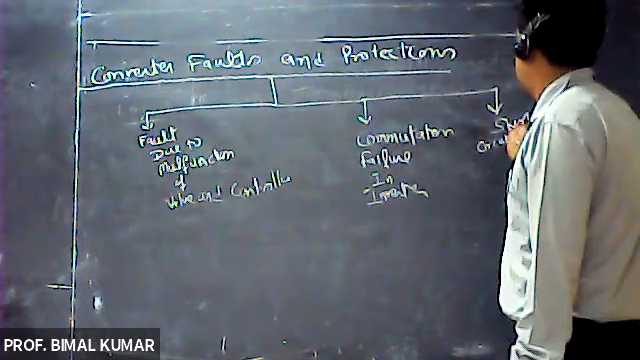 Converter Faults and Protections
Fault
Due to
Malfunction
of
Valve and Controller
Commutation
Failure
In
Inverter
PROF. BIMAL KUMAR